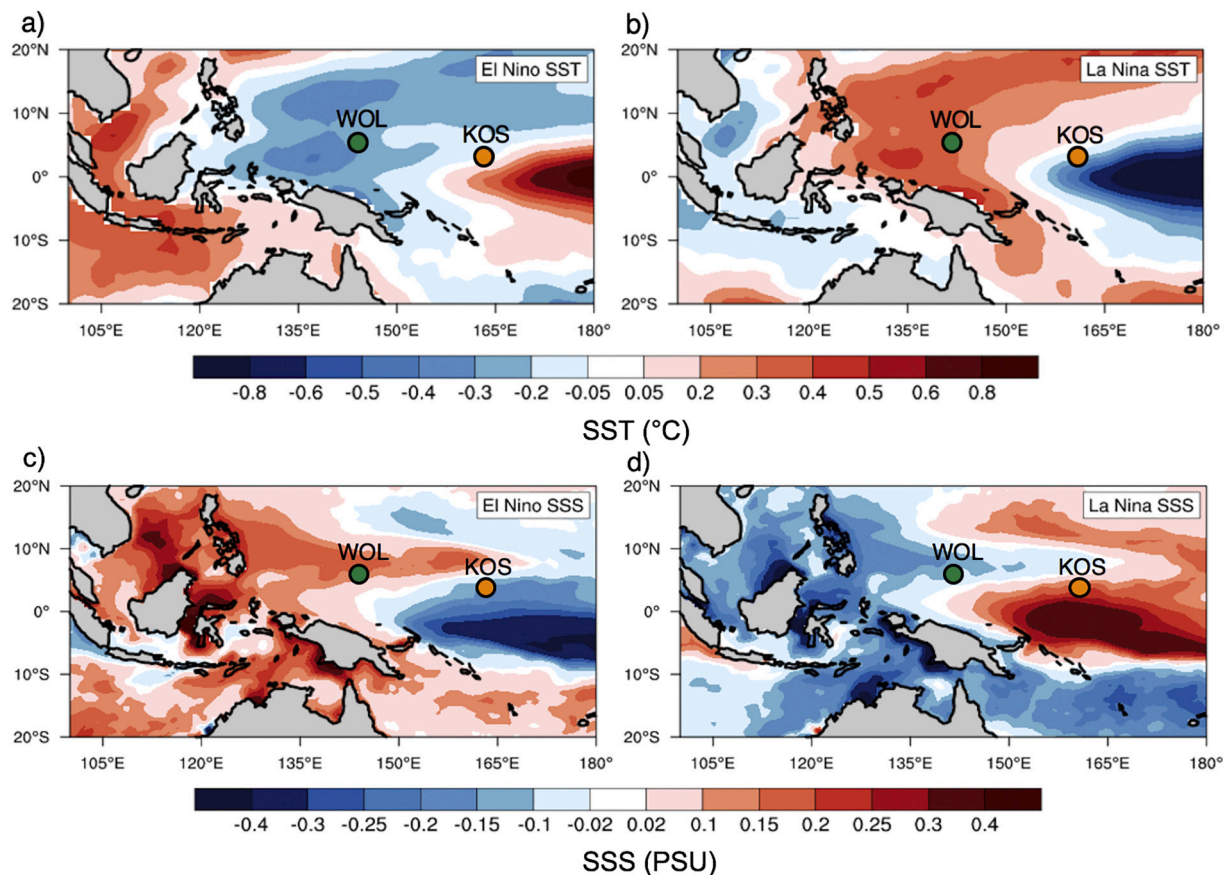 a)
El Nino SST
WOL
KOS
20°N
10°N
0°
10°S
20°S
105°E 120°E 135°E 150°E 165°E 180°
b)
La Nina SST
WOL
KOS
20°N
10°N
0°
10°S
20°S
105°E 120°E 135°E 150°E 165°E 180°
-0.8 -0.6 -0.5 -0.4 -0.3 -0.2 -0.05 0.05 0.2 0.3 0.4 0.5 0.6 0.8
SST (°C)
c)
El Nino SSS
WOL
KOS
20°N
10°N
0°
10°S
20°S
105°E 120°E 135°E 150°E 165°E 180°
d)
La Nina SSS
WOL
KOS
20°N
10°N
0°
10°S
20°S
105°E 120°E 135°E 150°E 165°E 180°
-0.4 -0.3 -0.25 -0.2 -0.15 -0.1 -0.02 0.02 0.1 0.15 0.2 0.25 0.3 0.4
SSS (PSU)